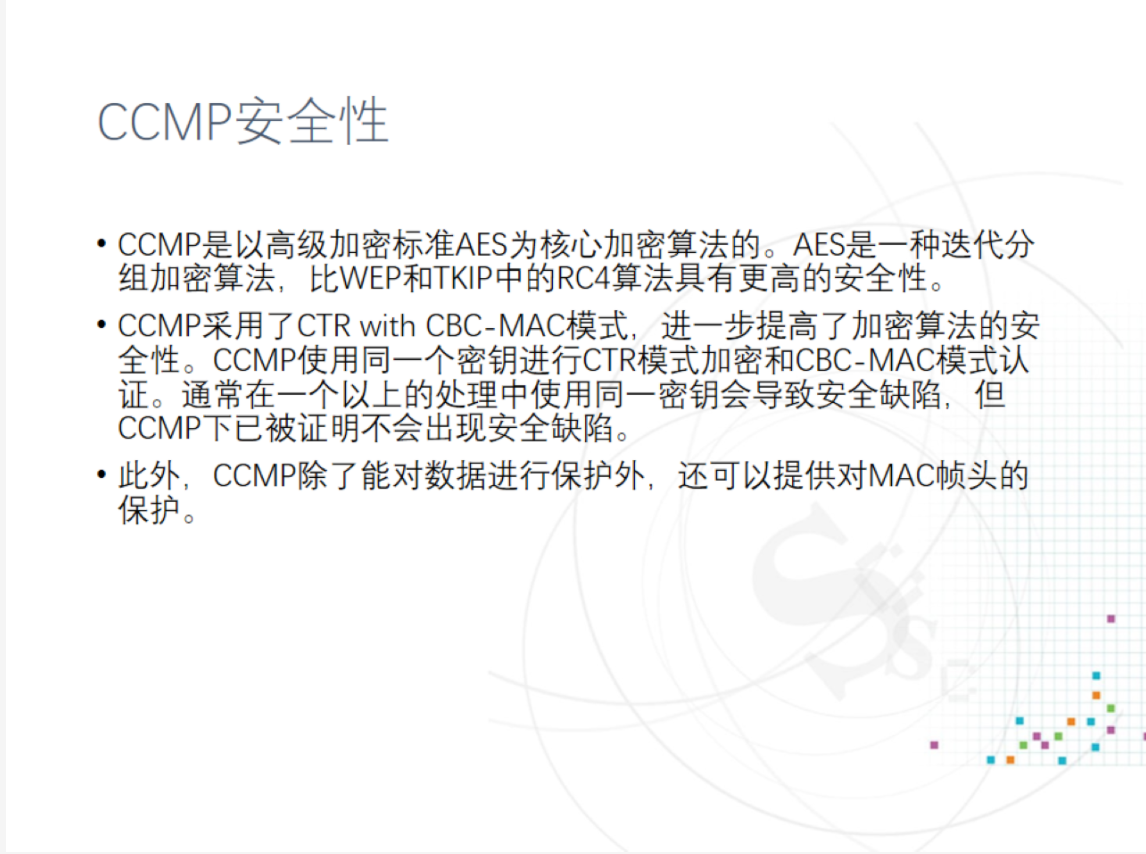 CCMP安全性
• CCMP是以高级加密标准AES为核心加密算法的。AES是一种迭代分
组加密算法，比WEP和TKIP中的RC4算法具有更高的安全性。
• CCMP采用了CTR with CBC-MAC模式，进一步提高了加密算法的安
全性。CCMP使用同一个密钥进行CTR模式加密和CBC-MAC模式认
证。通常在一个以上的处理中使用同一密钥会导致安全缺陷，但
CCMP下已被证明不会出现安全缺陷。
• 此外，CCMP除了能对数据进行保护外，还可以提供对MAC帧头的
保护。